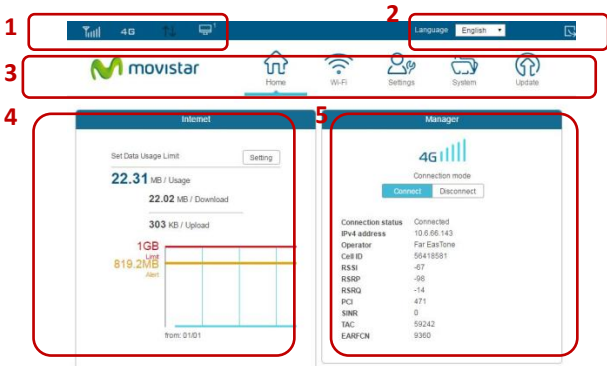 1
2
4G
1
Language English
3
movistar
Home Wi-Fi Settings System Update
4
5
Internet
Manager
Set Data Usage Limit Setting
22.31 MB / Usage
22.02 MB / Download
303 KB / Upload
1GB
Limit
819.2MB
Alert
from: 01/01
4G
Connection mode
Connect Disconnect
Connection status Connected
IPv4 address 10.6.66.143
Operator Far EasTone
Cell ID 56418581
RSSI -67
RSRP -96
RSRQ -14
PCI 471
SINR 0
TAC 59242
EARFCN 9360